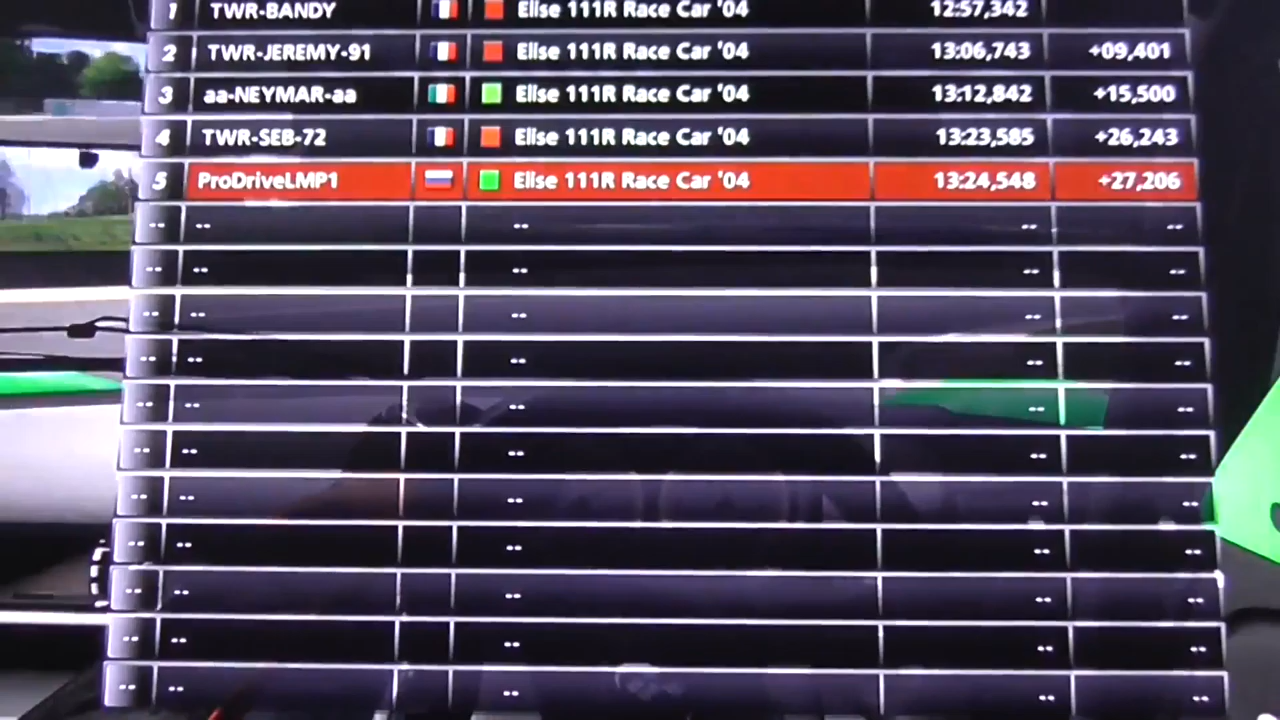 1 TWR-BANDY Elise 111R Race Car '04 12:57,342
2 TWR-JEREMY-91 Elise 111R Race Car '04 13:06,743 +09,401
3 aa-NEYMAR-aa Elise 111R Race Car '04 13:12,842 +15,500
4 TWR-SEB-72 Elise 111R Race Car '04 13:23,585 +26,243
5 ProDriveLMP1 Elise 111R Race Car '04 13:24,548 +27,206
-- -- -- -- --
-- -- -- -- --
-- -- -- -- --
-- -- -- -- --
-- -- -- -- --
-- -- -- -- --
-- -- -- -- --
-- -- -- -- --
-- -- -- -- --
-- -- -- -- --
-- -- -- -- --